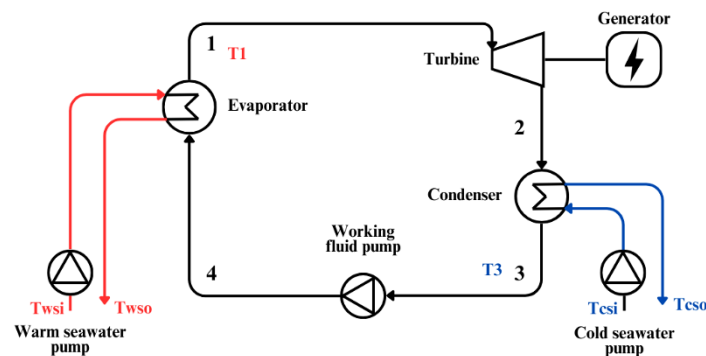 Generator
1
T1
Turbine
Evaporator
2
Condenser
Working
fluid pump
4
T3
3
Twsi
Twso
Tcsi
Tcso
Warm seawater
pump
Cold seawater
pump